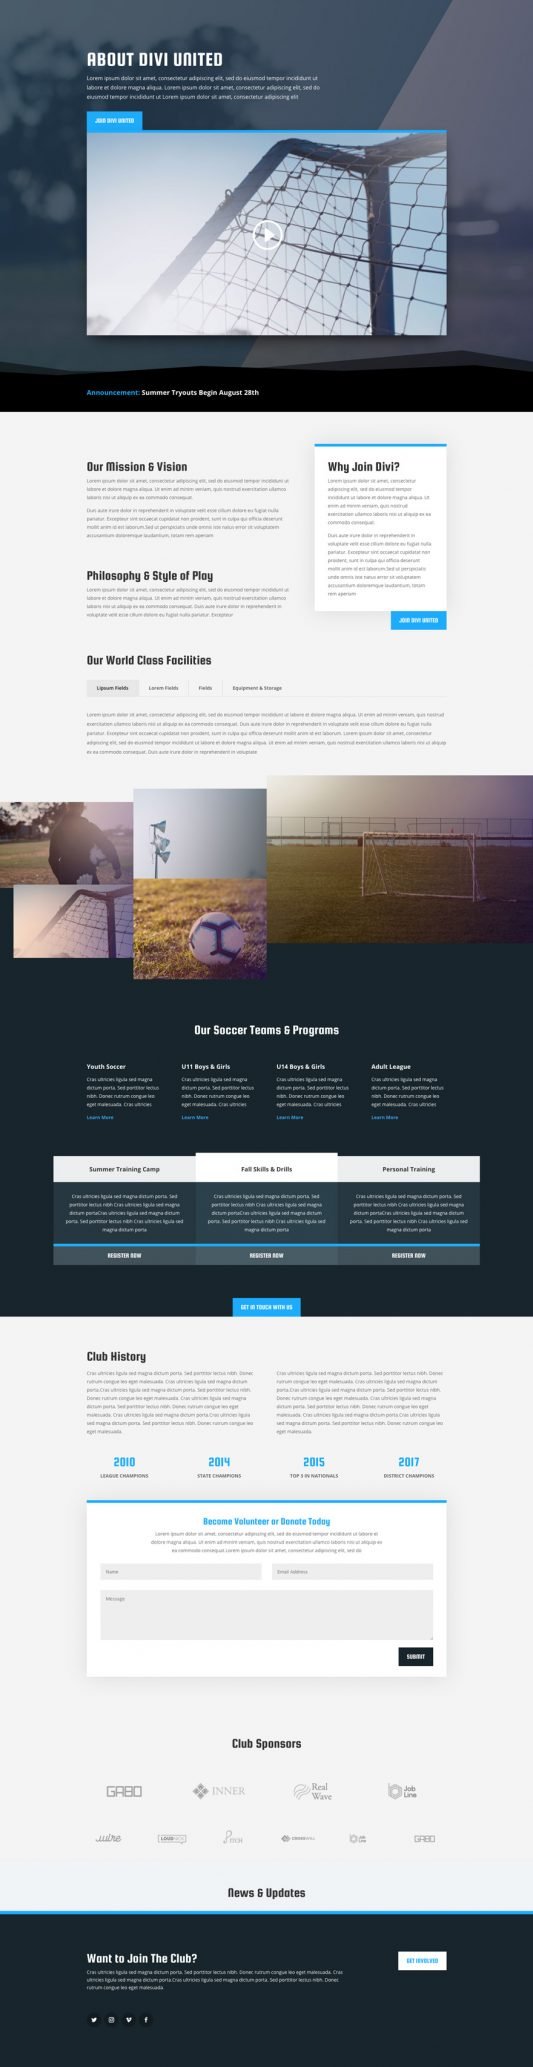 ABOUT DIVI UNITED
Lorem ipsum dolor sit amet, consectetur adipiscing elit, sed do eiusmod tempor incididunt ut
labore et dolore magna aliqua. Lorem ipsum dolor sit amet, consectetur adipiscing elit, sed do
eiusmod tempor incididunt ut Lorem ipsum dolor sit amet, consectetur adipiscing elit
JOIN DIVI UNITED
Announcement: Summer Tryouts Begin August 28th
Our Mission & Vision
Lorem ipsum dolor sit amet, consectetur adipiscing elit, sed do eiusmod tempor incididunt ut
labore et dolore magna aliqua. Ut enim ad minim veniam, quis nostrud exercitation ullamco
laboris nisi ut aliquip ex ea commodo consequat.
Duis aute irure dolor in reprehenderit in voluptate velit esse cillum dolore eu fugiat nulla
pariatur. Excepteur sint occaecat cupidatat non proident, sunt in culpa qui officia deserunt
mollit anim id est laborum.Sed ut perspiciatis unde omnis iste natus error sit voluptatem
accusantium doloremque laudantium, totam rem aperiam
Philosophy & Style of Play
Lorem ipsum dolor sit amet, consectetur adipiscing elit, sed do eiusmod tempor incididunt ut
labore et dolore magna aliqua. Ut enim ad minim veniam, quis nostrud exercitation ullamco
laboris nisi ut aliquip ex ea commodo consequat. Duis aute irure dolor in reprehenderit in
voluptate velit esse cillum dolore eu fugiat nulla pariatur. Excepteur
Why Join Divi?
Lorem ipsum dolor sit amet, consectetur
adipiscing elit, sed do eiusmod tempor
incididunt ut labore et dolore magna aliqua. Ut
enim ad minim veniam, quis nostrud
exercitation ullamco laboris nisi ut aliquip ex ea
commodo consequat.
Duis aute irure dolor in reprehenderit in
voluptate velit esse cillum dolore eu fugiat nulla
pariatur. Excepteur sint occaecat cupidatat non
proident, sunt in culpa qui officia deserunt
mollit anim id est laborum.Sed ut perspiciatis
unde omnis iste natus error sit voluptatem
accusantium doloremque laudantium, totam
rem aperium
JOIN DIVI UNITED
Our World Class Facilities
Lipsum Fields
Lorem Fields
Fields
Equipment & Storage
Lorem ipsum dolor sit amet, consectetur adipiscing elit, sed do eiusmod tempor incididunt ut labore et dolore magna aliqua. Ut enim ad minim veniam, quis nostrud exercitation ullamco
laboris nisi ut aliquip ex ea commodo consequat. Duis aute irure dolor in reprehenderit in voluptate velit esse cillum dolore eu fugiat nulla
pariatur. Excepteur sint occaecat cupidatat non proident, sunt in culpa qui officia deserunt mollit anim id est laborum. Lorem ipsum dolor sit amet, consectetur
adipiscing elit, sed do eiusmod tempor incididunt ut labore et dolore magna aliqua. Ut enim ad minim veniam, quis nostrud exercitation ullamco laboris nisi ut aliquip
ex ea commodo consequat. Duis aute irure dolor in reprehenderit in voluptate
Our Soccer Teams & Programs
Youth Soccer
Cras ultricies ligula sed magna
dictum porta. Sed porttitor lectus
nibh. Donec rutrum congue leo
eget malesuada. Cras ultricies
Learn More
U11 Boys & Girls
Cras ultricies ligula sed magna
dictum porta. Sed porttitor lectus
nibh. Donec rutrum congue leo
eget malesuada. Cras ultricies
Learn More
U14 Boys & Girls
Cras ultricies ligula sed magna
dictum porta. Sed porttitor lectus
nibh. Donec rutrum congue leo
eget malesuada. Cras ultricies
Learn More
Adult League
Cras ultricies ligula sed magna
dictum porta. Sed porttitor lectus
nibh. Donec rutrum congue leo
eget malesuada. Cras ultricies
Learn More
Summer Training Camp
Cras ultricies ligula sed magna dictum porta. Sed
porttitor lectus nibh Cras ultricies ligula sed magna
dictum portaCras ultricies ligula sed magna dictum
porta. Sed porttitor lectus nibh Cras ultricies ligula sed
magna dictum porta
REGISTER NOW
Fall Skills & Drills
Cras ultricies ligula sed magna dictum porta. Sed
porttitor lectus nibh Cras ultricies ligula sed magna
dictum portaCras ultricies ligula sed magna dictum
porta. Sed porttitor lectus nibh Cras ultricies ligula sed
magna dictum porta
REGISTER NOW
Personal Training
Cras ultricies ligula sed magna dictum porta. Sed
porttitor lectus nibh Cras ultricies ligula sed magna
dictum portaCras ultricies ligula sed magna dictum
porta. Sed porttitor lectus nibh Cras ultricies ligula sed
magna dictum porta
REGISTER NOW
GET IN TOUCH WITH US
Club History
Cras ultricies ligula sed magna dictum porta. Sed porttitor lectus nibh. Donec
rutrum congue leo eget malesuada. Cras ultricies ligula sed magna dictum
porta.Cras ultricies ligula sed magna dictum porta. Sed porttitor lectus nibh.
Donec rutrum congue leo eget malesuada. Cras ultricies ligula sed magna
dictum porta. Sed porttitor lectus nibh. Donec rutrum congue leo eget
malesuada. Cras ultricies ligula sed magna dictum porta.Cras ultricies ligula
sed magna dictum porta. Sed porttitor lectus nibh. Donec rutrum congue leo
eget malesuada.
Cras ultricies ligula sed magna dictum porta. Sed porttitor lectus nibh. Donec
rutrum congue leo eget malesuada. Cras ultricies ligula sed magna dictum
porta.Cras ultricies ligula sed magna dictum porta. Sed porttitor lectus nibh.
Donec rutrum congue leo eget malesuada. Cras ultricies ligula sed magna
dictum porta. Sed porttitor lectus nibh. Donec rutrum congue leo eget
malesuada. Cras ultricies ligula sed magna dictum porta.Cras ultricies ligula
sed magna dictum porta. Sed porttitor lectus nibh. Donec rutrum congue leo
eget malesuada.
2010
LEAGUE CHAMPIONS
2014
STATE CHAMPIONS
2015
TOP 3 IN NATIONALS
2017
DISTRICT CHAMPIONS
Become Volunteer or Donate Today
Lorem ipsum dolor sit amet, consectetur adipiscing elit, sed do eiusmod tempor incididunt ut labore et dolore magna
aliqua. Ut enim ad minim veniam, quis nostrud exercitation ullamco laboris nisi ut aliquip ex
ea commodo consequat.Lorem ipsum dolor sit amet, consectetur adipiscing elit, sed do
Name
Email Address
Message
SUBMIT
Club Sponsors
GABO
INNER
Real
Wave
Job
Line
wire
PITCH
CROSSWILL
Job
Line
GABO
News & Updates
Want to Join The Club?
Cras ultricies ligula sed magna dictum porta. Sed porttitor lectus nibh. Donec rutrum congue leo eget malesuada. Cras
ultricies ligula sed magna dictum porta.Cras ultricies ligula sed magna dictum porta. Sed porttitor lectus nibh. Donec rutrum congue leo eget
malesuada.
GET INVOLVED